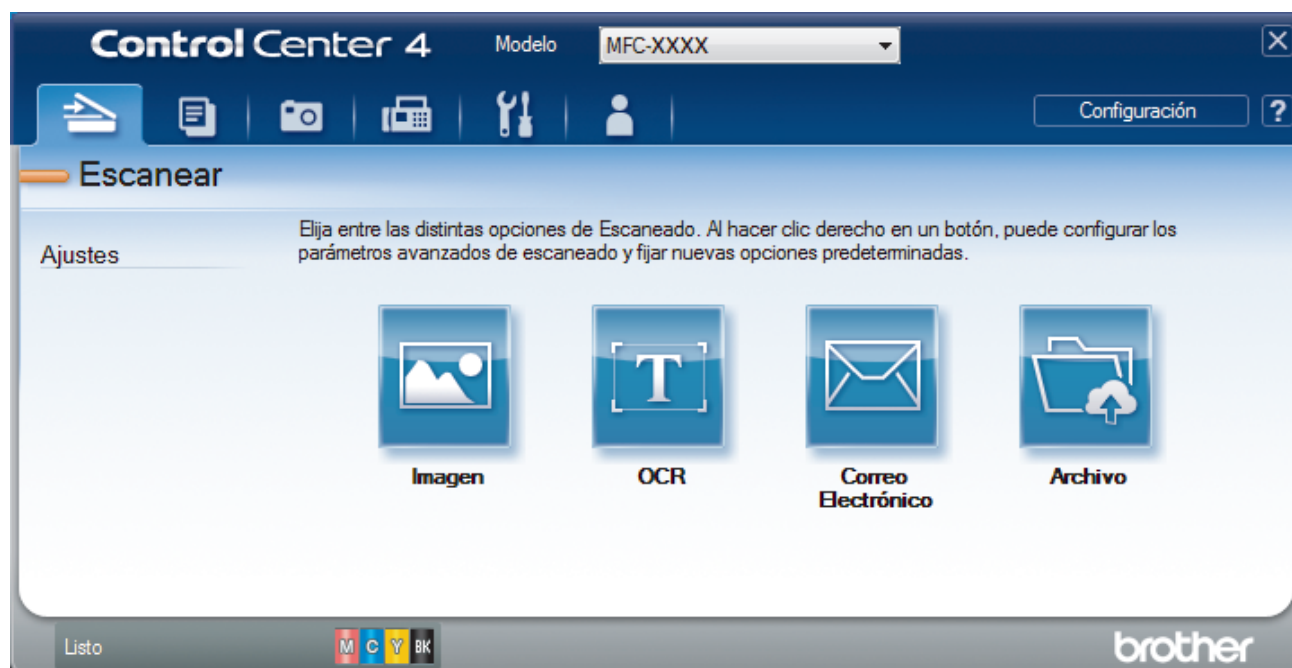 Control Center 4 Modelo MFC-XXXX
Configuración ?
Escanear
Ajustes
Elija entre las distintas opciones de Escaneado. Al hacer clic derecho en un botón, puede configurar los
parámetros avanzados de escaneado y fijar nuevas opciones predeterminadas.
T
Imagen OCR Correo Archivo
Electrónico
Listo M C Y BK brother